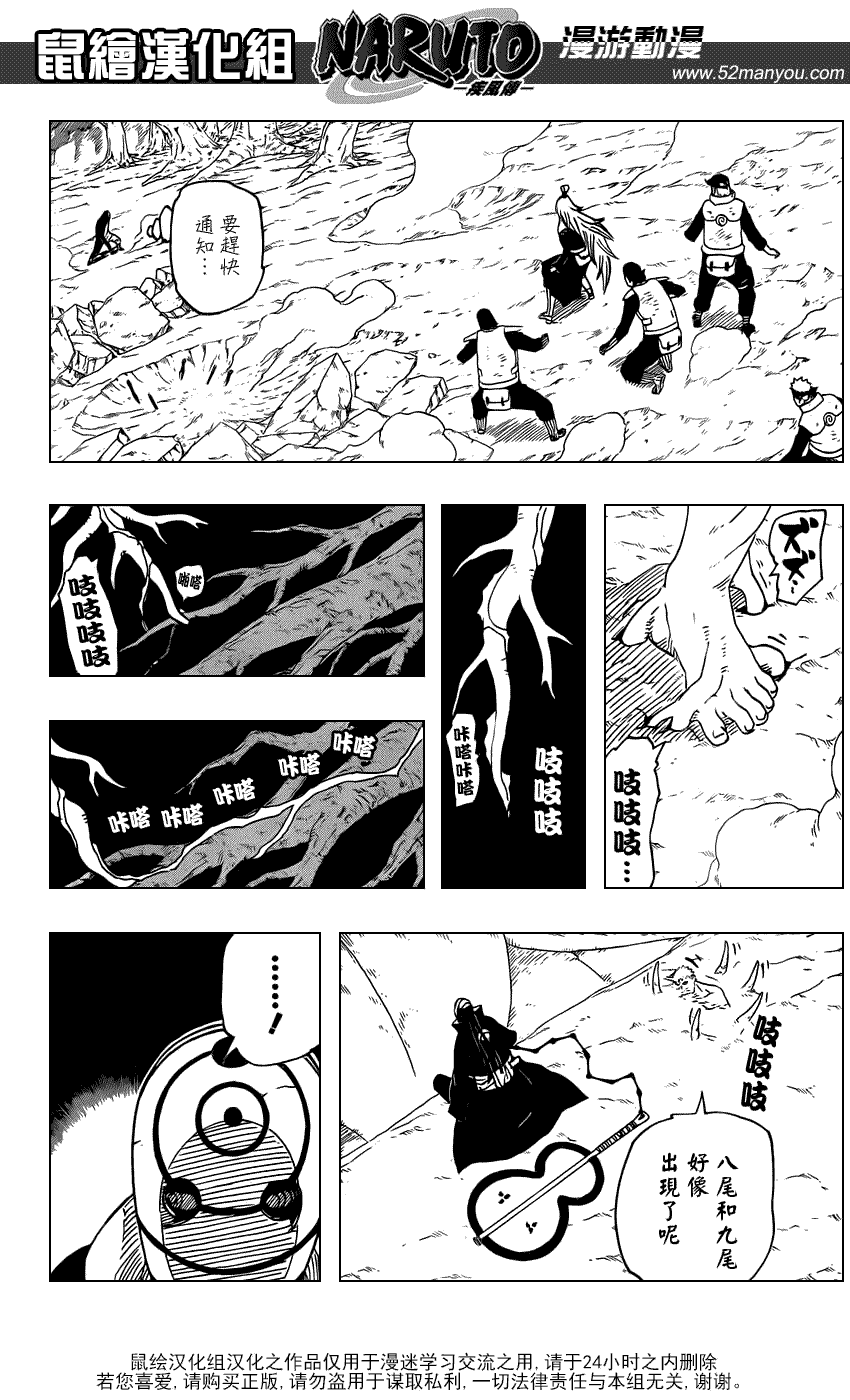 鼠繪漢化組
NARUTO
疾風傳
漫游動漫
www.52manyou.com
要趕快
通知…
ズズ…
吱吱吱…
吱吱吱
咔嗒咔嗒
啪嗒
吱吱吱吱
咔嗒 咔嗒 咔嗒 咔嗒 咔嗒
吱吱吱
八尾和九尾
好像
出現了呢
……!
鼠绘汉化组汉化之作品仅用于漫迷学习交流之用,请于24小时之内删除
若您喜爱,请购买正版,请勿盗用于谋取私利,一切法律责任与本组无关,谢谢。